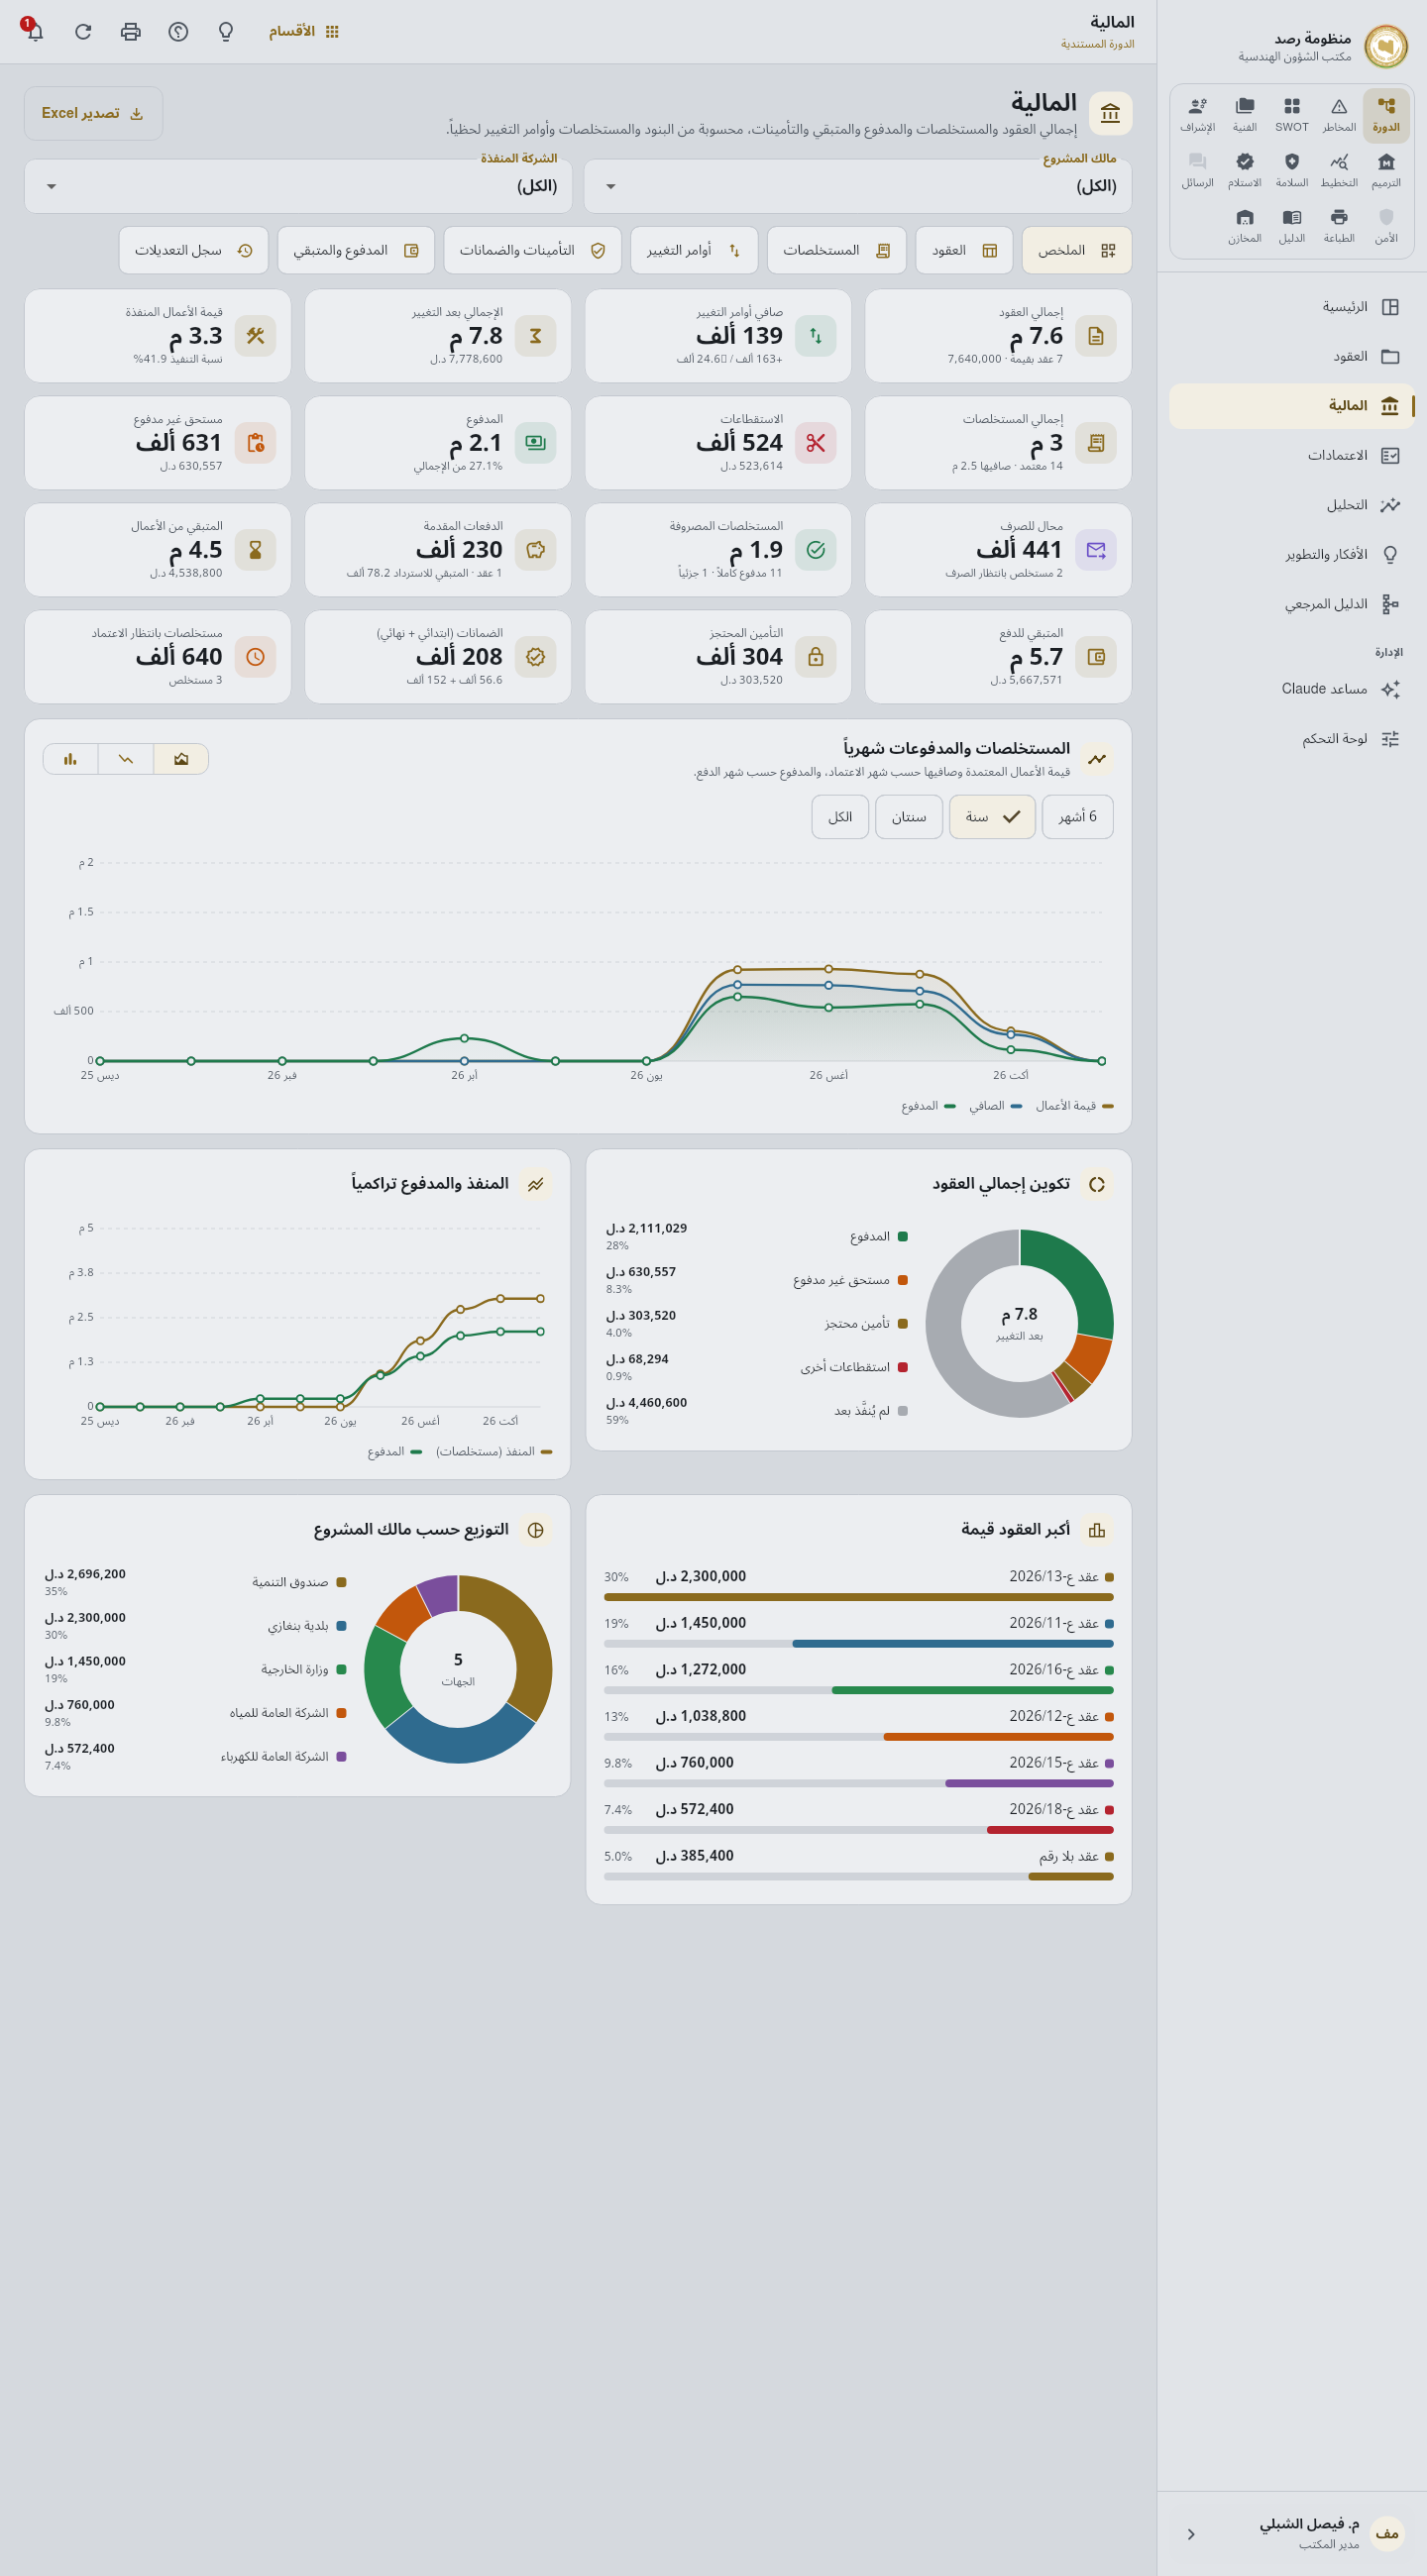 منظومة رصد
مكتب الشؤون الهندسية
الدورة
المخاطر
SWOT
الفنية
الإشراف
الترميم
التخطيط
السلامة
الاستلام
الرسائل
الأمن
الطباعة
الدليل
المخازن
الرئيسية
العقود
المالية
الاعتمادات
التحليل
الأفكار والتطوير
الدليل المرجعي
الإدارة
مساعد Claude
لوحة التحكم
مف
م. فيصل الشبلي
مدير المكتب
المالية
الدورة المستندية
الأقسام
1
المالية
إجمالي العقود والمستخلصات والمدفوع والمتبقي والتأمينات، محسوبة من البنود والمستخلصات وأوامر التغيير لحظياً.
تصدير Excel
مالك المشروع
(الكل)
الشركة المنفذة
(الكل)
الملخص
العقود
المستخلصات
أوامر التغيير
التأمينات والضمانات
المدفوع والمتبقي
سجل التعديلات
إجمالي العقود
7.6 م
7 عقد بقيمة · 7,640,000
صافي أوامر التغيير
139 ألف
+163 ألف / 24.6 ألف
الإجمالي بعد التغيير
7.8 م
7,778,600 د.ل
قيمة الأعمال المنفذة
3.3 م
نسبة التنفيذ 41.9%
إجمالي المستخلصات
3 م
14 معتمد · صافيها 2.5 م
الاستقطاعات
524 ألف
523,614 د.ل
المدفوع
2.1 م
27.1% من الإجمالي
مستحق غير مدفوع
631 ألف
630,557 د.ل
محال للصرف
441 ألف
2 مستخلص بانتظار الصرف
المستخلصات المصروفة
1.9 م
11 مدفوع كاملاً · 1 جزئياً
الدفعات المقدمة
230 ألف
1 عقد · المتبقي للاسترداد 78.2 ألف
المتبقي من الأعمال
4.5 م
4,538,800 د.ل
المتبقي للدفع
5.7 م
5,667,571 د.ل
التأمين المحتجز
304 ألف
303,520 د.ل
الضمانات (ابتدائي + نهائي)
208 ألف
56.6 ألف + 152 ألف
مستخلصات بانتظار الاعتماد
640 ألف
3 مستخلص
المستخلصات والمدفوعات شهرياً
قيمة الأعمال المعتمدة وصافيها حسب شهر الاعتماد، والمدفوع حسب شهر الدفع.
6 أشهر
سنة
سنتان
الكل
2 م
1.5 م
1 م
500 ألف
0
ديس 25
فبر 26
أبر 26
يون 26
أغس 26
أكت 26
قيمة الأعمال
الصافي
المدفوع
تكوين إجمالي العقود
7.8 م
بعد التغيير
المدفوع
2,111,029 د.ل
28%
مستحق غير مدفوع
630,557 د.ل
8.3%
تأمين محتجز
303,520 د.ل
4.0%
استقطاعات أخرى
68,294 د.ل
0.9%
لم يُنفَّذ بعد
4,460,600 د.ل
59%
المنفذ والمدفوع تراكمياً
5 م
3.8 م
2.5 م
1.3 م
0
ديس 25
فبر 26
أبر 26
يون 26
أغس 26
أكت 26
المنفذ (مستخلصات)
المدفوع
أكبر العقود قيمة
عقد ع-2026/13
2,300,000 د.ل
30%
عقد ع-2026/11
1,450,000 د.ل
19%
عقد ع-2026/16
1,272,000 د.ل
16%
عقد ع-2026/12
1,038,800 د.ل
13%
عقد ع-2026/15
760,000 د.ل
9.8%
عقد ع-2026/18
572,400 د.ل
7.4%
عقد بلا رقم
385,400 د.ل
5.0%
التوزيع حسب مالك المشروع
5
الجهات
صندوق التنمية
2,696,200 د.ل
35%
بلدية بنغازي
2,300,000 د.ل
30%
وزارة الخارجية
1,450,000 د.ل
19%
الشركة العامة للمياه
760,000 د.ل
9.8%
الشركة العامة للكهرباء
572,400 د.ل
7.4%